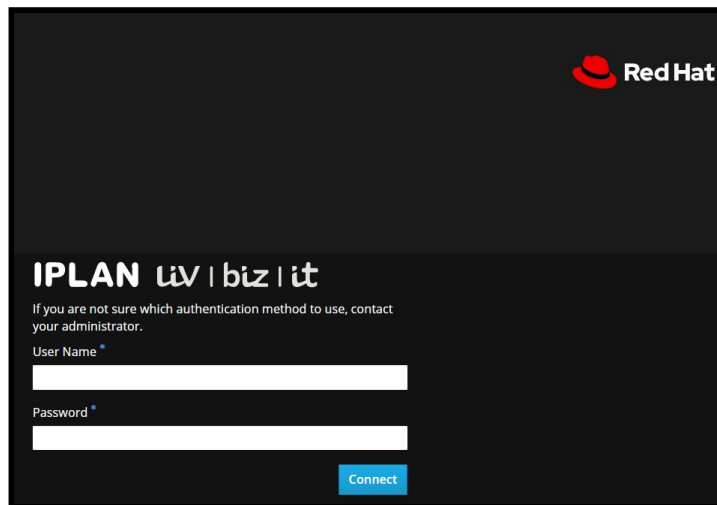 Red Hat
IPLAN liv | biz | it
If you are not sure which authentication method to use, contact
your administrator.
User Name *
Password *
Connect